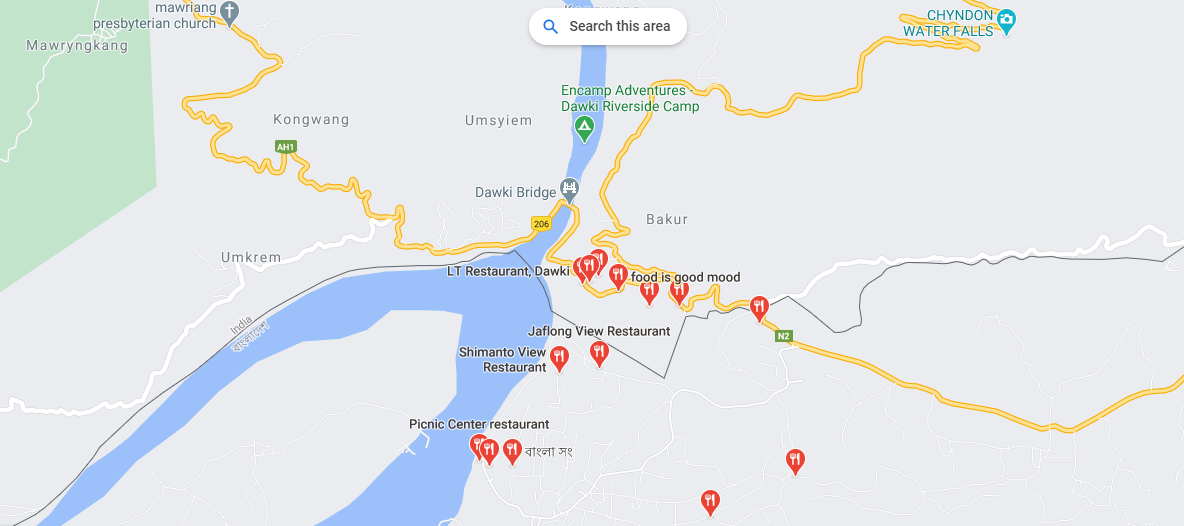 mawriang
presbyterian church
Mawryngkang
Search this area
CHYNDON
WATER FALLS
Encamp Adventures -
Dawki Riverside Camp
Kongwang
Umsyiem
AH1
Dawki Bridge
206
Bakur
Umkrem
LT Restaurant, Dawki
food is good mood
India
বাংলাদেশ
Jaflong View Restaurant
N2
Shimanto View
Restaurant
Picnic Center restaurant
বাংলা সং